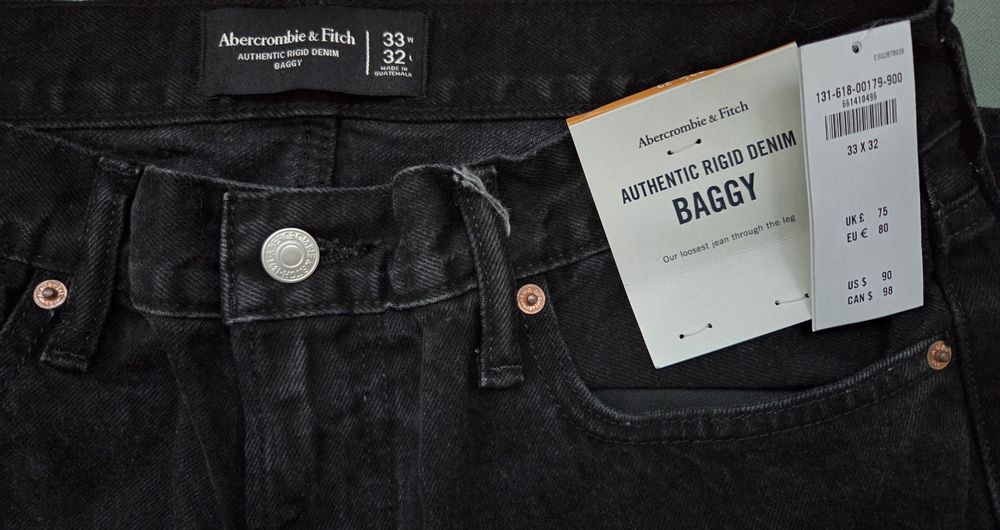 Abercrombie & Fitch
AUTHENTIC RIGID DENIM
BAGGY
33 W
32 L
MADE IN
GUATEMALA
Abercrombie & Fitch
AUTHENTIC RIGID DENIM
BAGGY
Our loosest jean through the leg
131-618-00179-900
661410496
33 X 32
UK £ 75
EU € 80
US $ 90
CAN $ 98